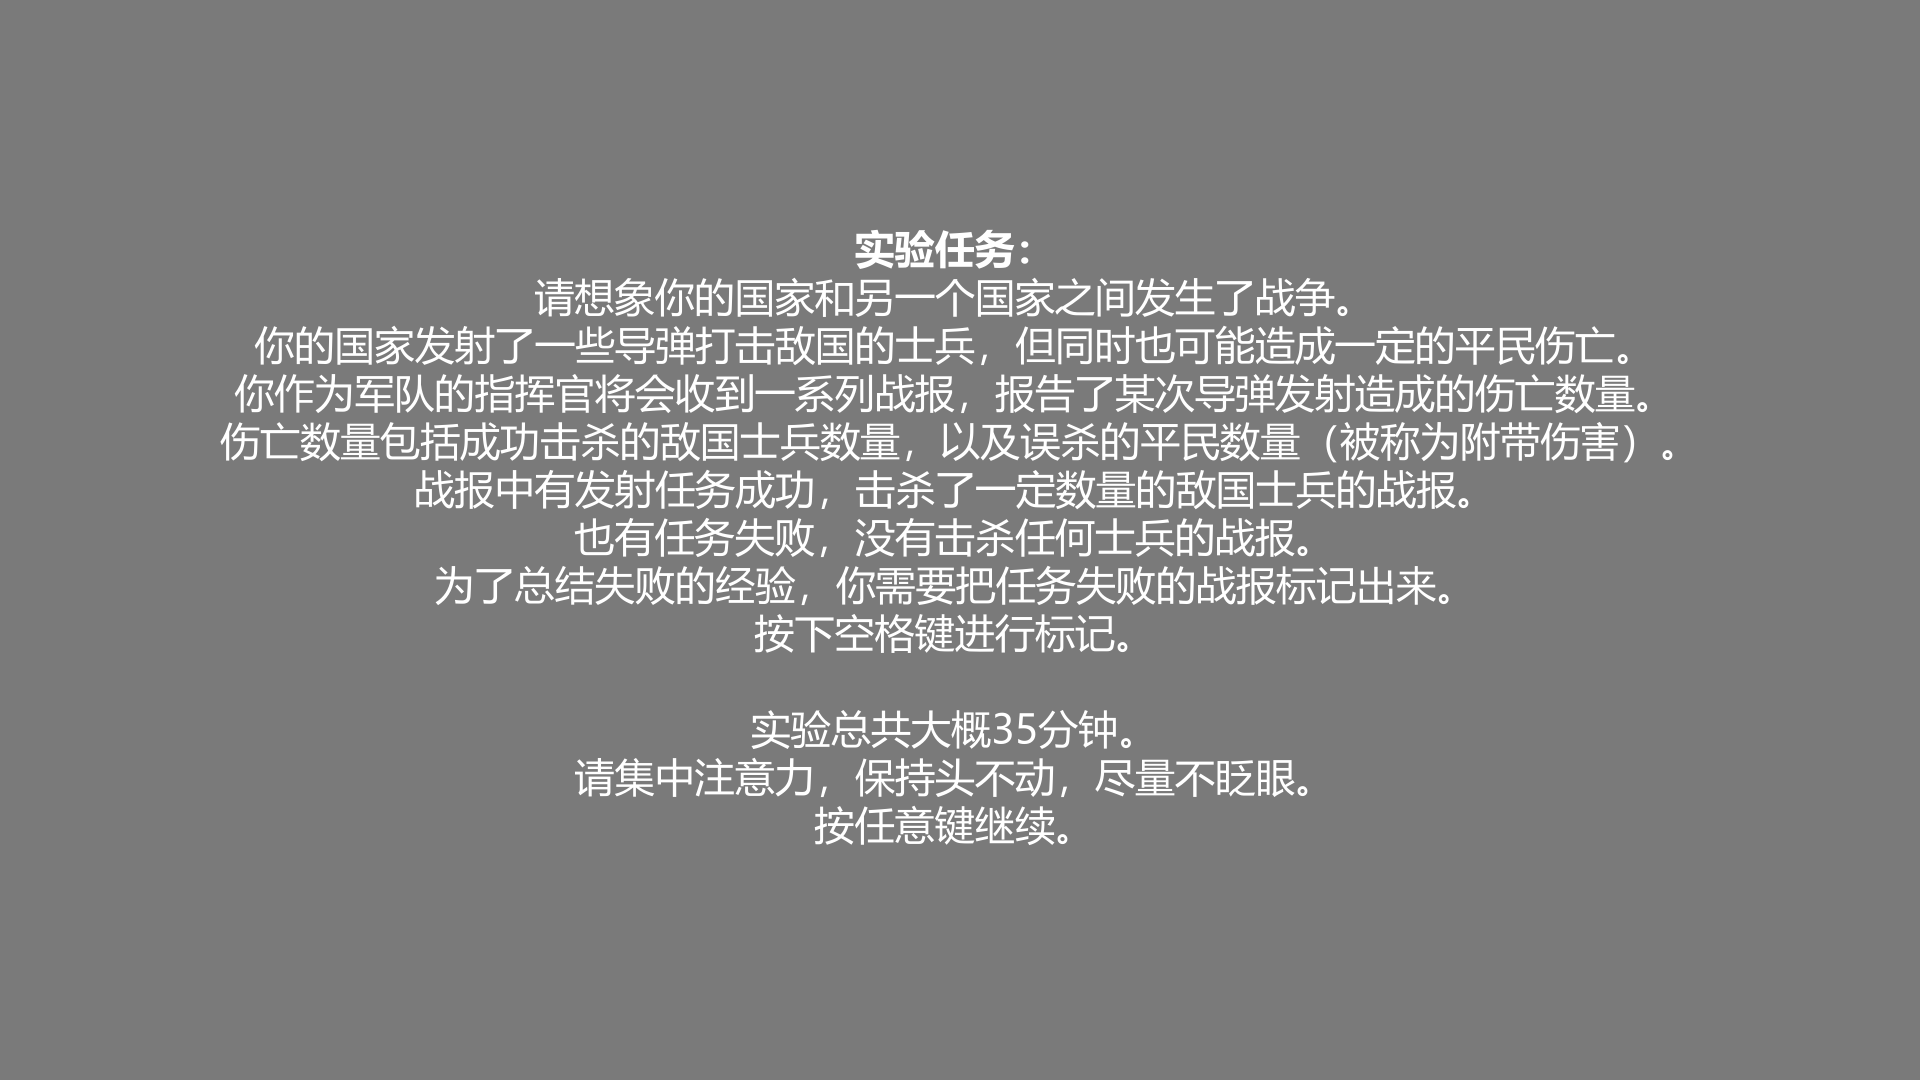 实验任务：
请想象你的国家和另一个国家之间发生了战争。
你的国家发射了一些导弹打击敌国的士兵，但同时也可能造成一定的平民伤亡。
你作为军队的指挥官将会收到一系列战报，报告了某次导弹发射造成的伤亡数量。
伤亡数量包括成功击杀的敌国士兵数量，以及误杀的平民数量（被称为附带伤害）。
战报中有发射任务成功，击杀了一定数量的敌国士兵的战报。
也有任务失败，没有击杀任何士兵的战报。
为了总结失败的经验，你需要把任务失败的战报标记出来。
按下空格键进行标记。
实验总共大概35分钟。
请集中注意力，保持头不动，尽量不眨眼。
按任意键继续。